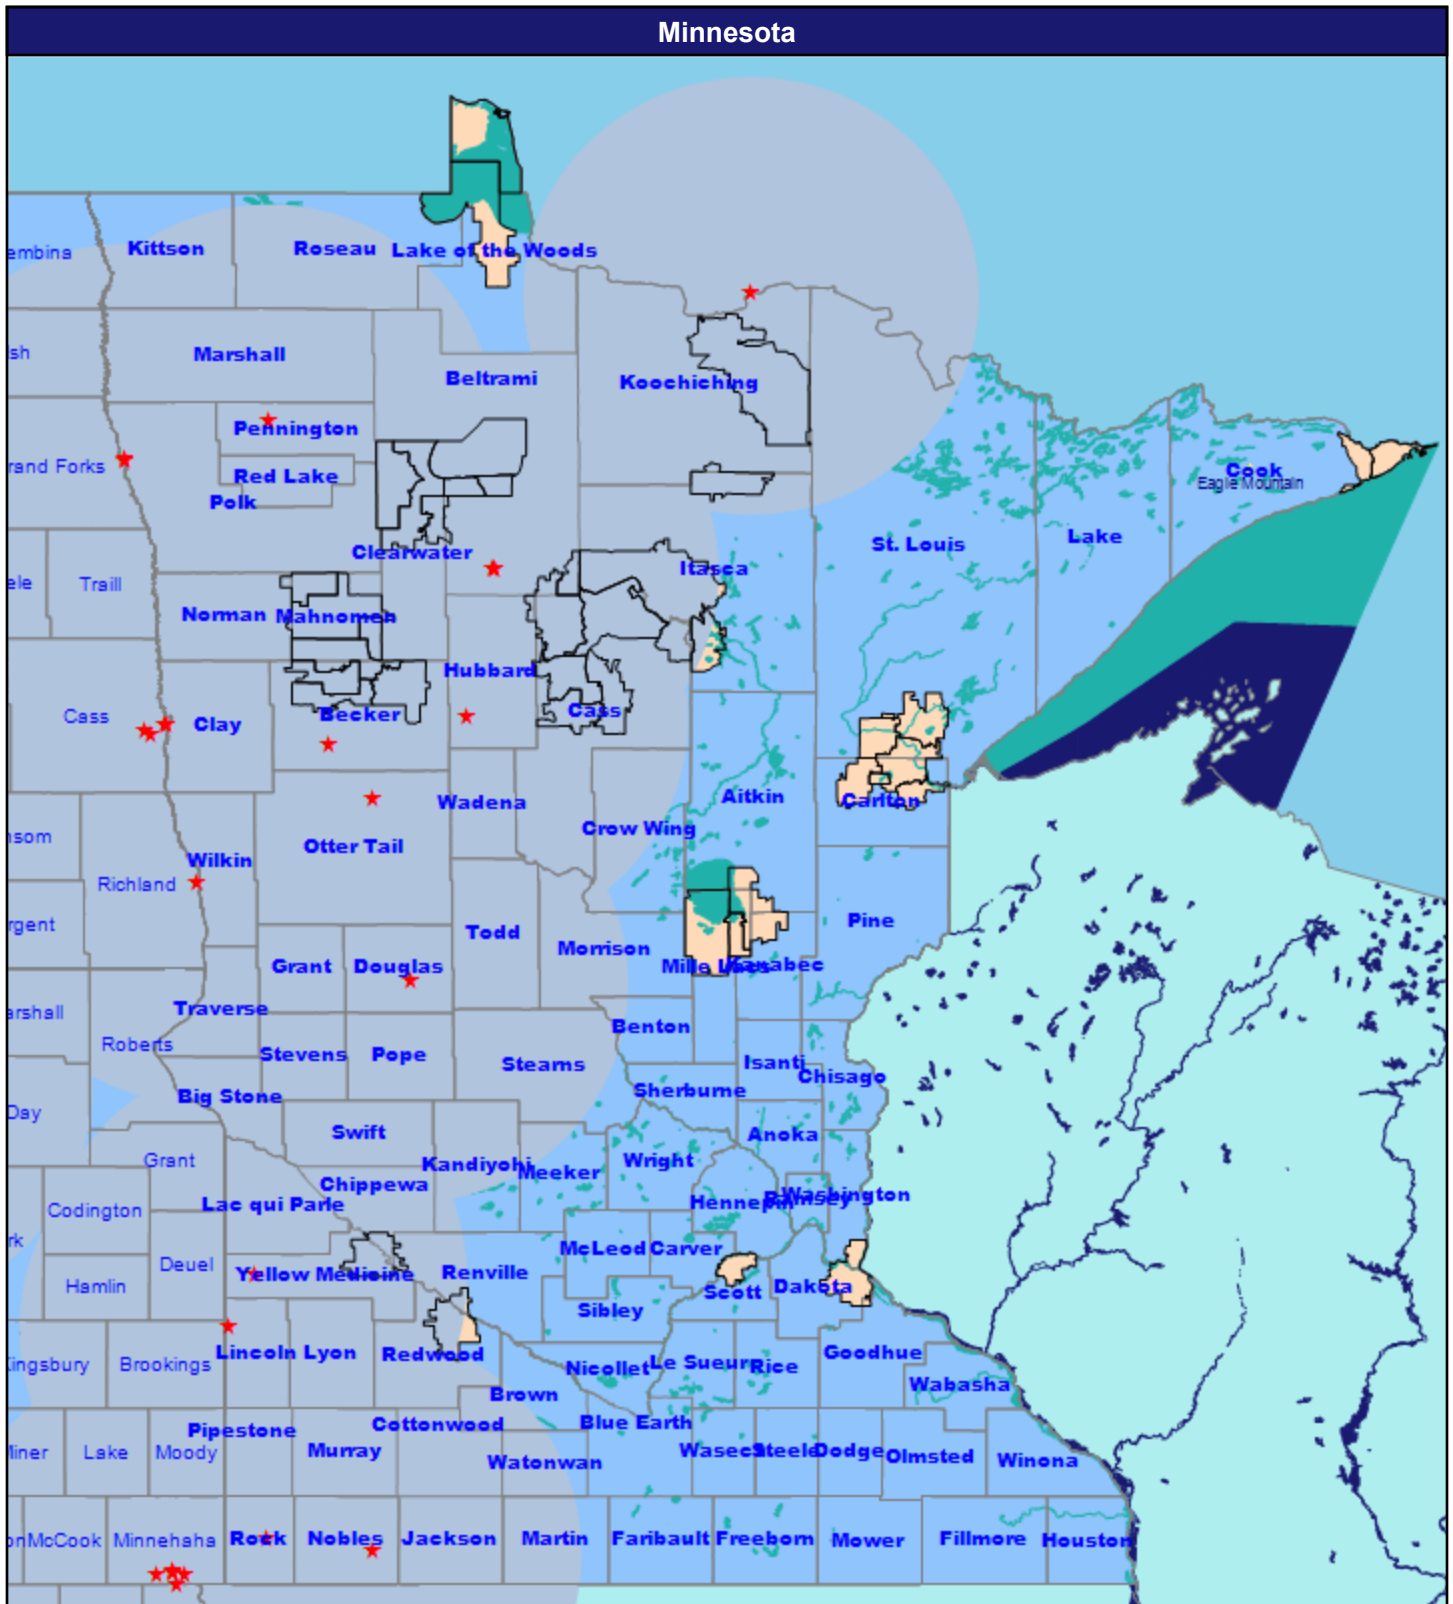 Minnesota
embina
Kittson
Roseau
Lake of the Woods
sh
Marshall
Beltrami
Koochiching
Pennington
rand Forks
Red Lake
Polk
Cook
Eagle Mountain
St. Louis
Lake
Clearwater
Itasca
ele
Traill
Norman
Mahnomen
Hubbard
Cass
Clay
Becker
Cass
Wadena
Aitkin
Carlton
nsom
Crow Wing
Otter Tail
Wilkin
Richland
rgent
Pine
Todd
Morrison
Grant
Douglas
Mille Lacs
Kanabec
arshall
Traverse
Benton
Roberts
Stevens
Pope
Stearns
Isanti
Chisago
Sherburne
Big Stone
Day
Swift
Anoka
Grant
Kandiyohi
Meeker
Wright
Chippewa
Codington
Lac qui Parle
Hennepin
Ramsey
Washington
rk
McLeod
Carver
Deuel
Hamlin
Yellow Medicine
Renville
Scott
Dakota
Sibley
Kingsbury
Brookings
Lincoln
Lyon
Redwood
Nicollet
Le Sueur
Rice
Goodhue
Wabasha
Brown
Pipestone
Cottonwood
Blue Earth
Miner
Lake
Moody
Murray
Watonwan
Waseca
Steele
Dodge
Olmsted
Winona
on
McCook
Minnehaha
Rock
Nobles
Jackson
Martin
Faribault
Freeborn
Mower
Fillmore
Houston